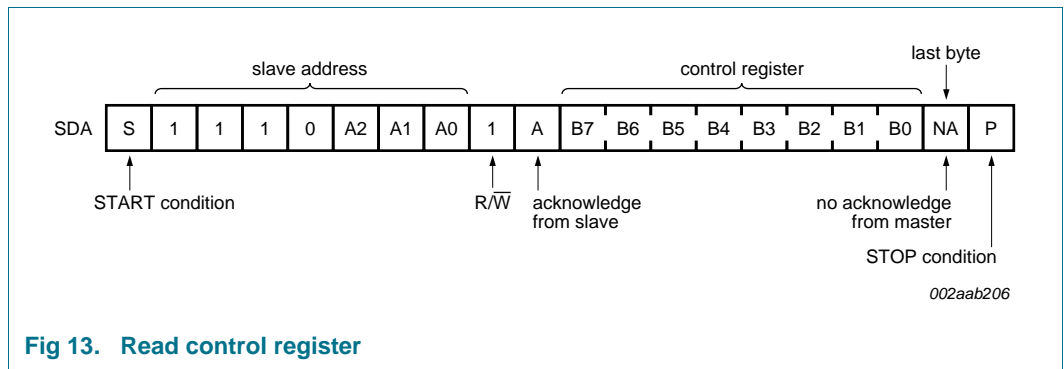 last byte
slave address control register
SDA S 1 1 1 0 A2 A1 A0 1 A B7 B6 B5 B4 B3 B2 B1 B0 NA P
START condition R/W̅ acknowledge no acknowledge
from slave from master
STOP condition
002aab206
Fig 13. Read control register